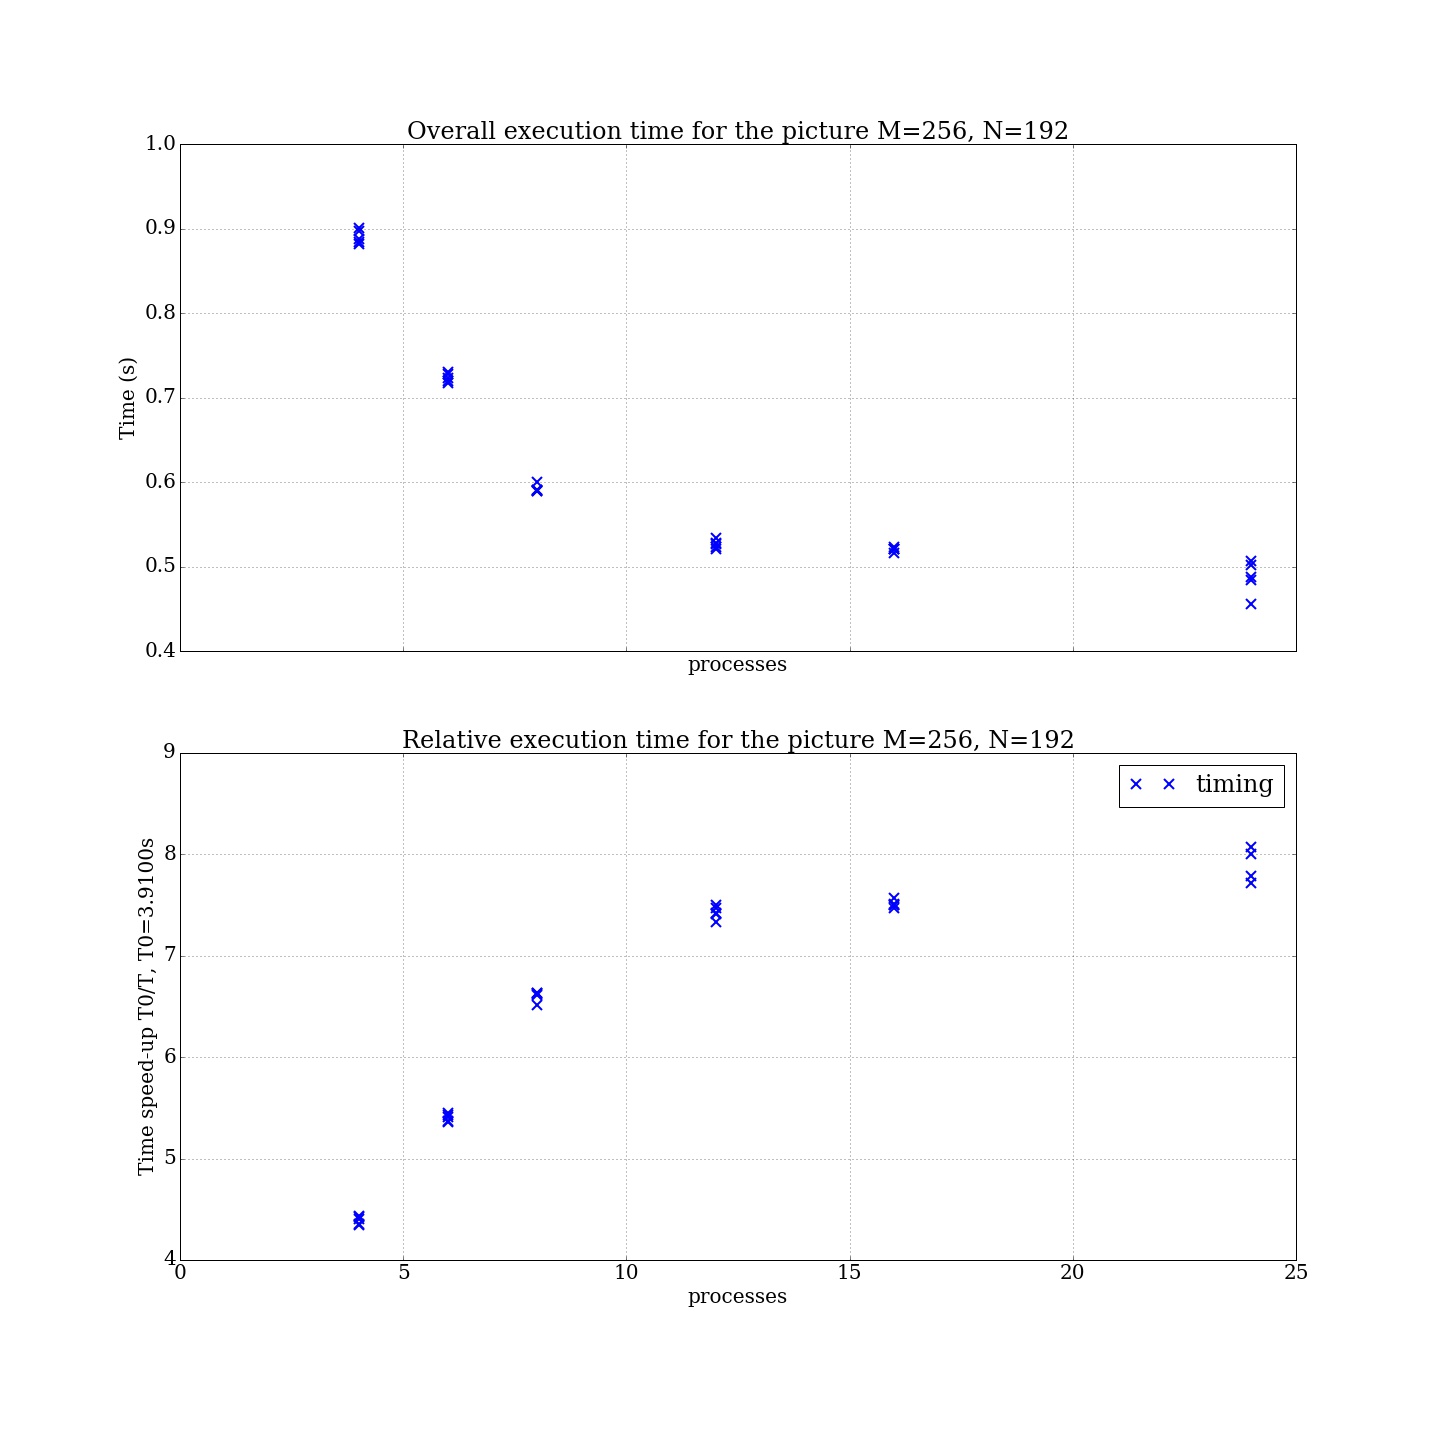 Overall execution time for the picture M=256, N=192
1.0
0.9
0.8
0.7
0.6
0.5
0.4
Time (s)
processes
Relative execution time for the picture M=256, N=192
9
8
7
6
5
4
Time speed-up T0/T, T0=3.9100s
timing
0 5 10 15 20 25
processes